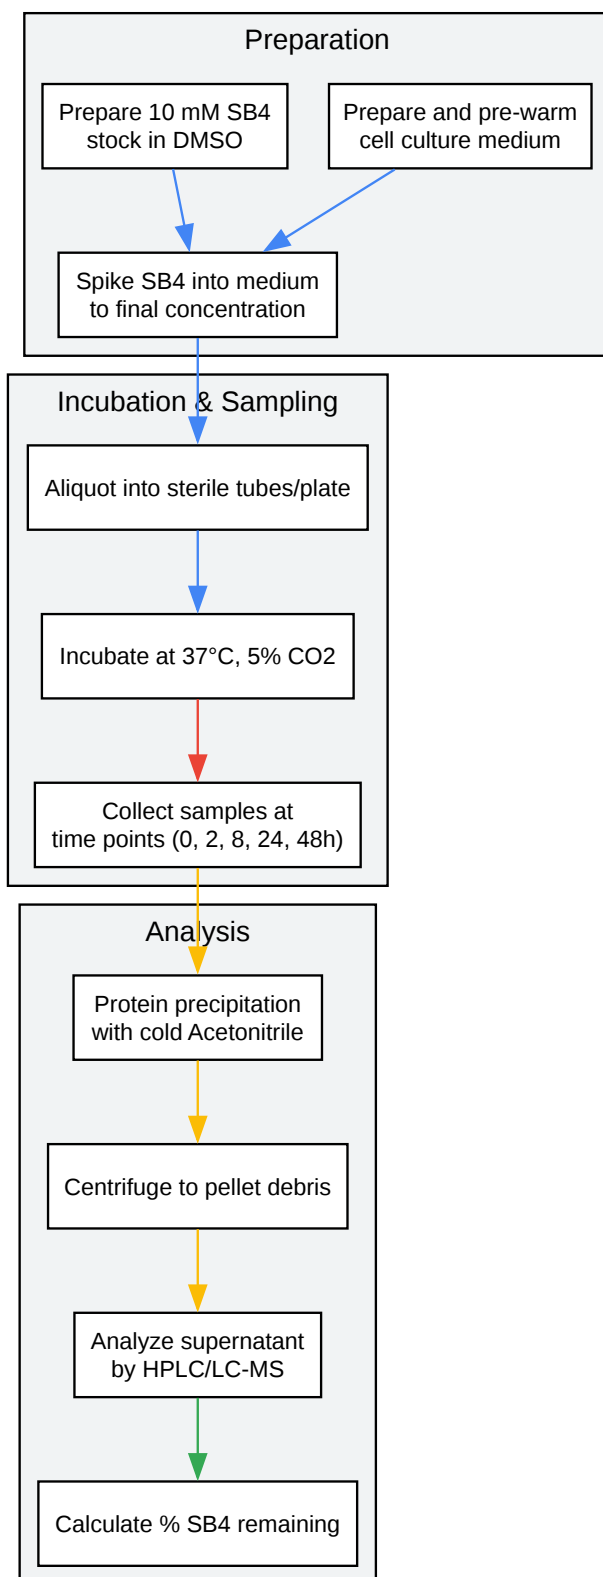 Preparation
Prepare 10 mM SB4
stock in DMSO
Prepare and pre-warm
cell culture medium
Spike SB4 into medium
to final concentration
Incubation & Sampling
Aliquot into sterile tubes/plate
Incubate at 37°C, 5% CO2
Collect samples at
time points (0, 2, 8, 24, 48h)
Analysis
Protein precipitation
with cold Acetonitrile
Centrifuge to pellet debris
Analyze supernatant
by HPLC/LC-MS
Calculate % SB4 remaining